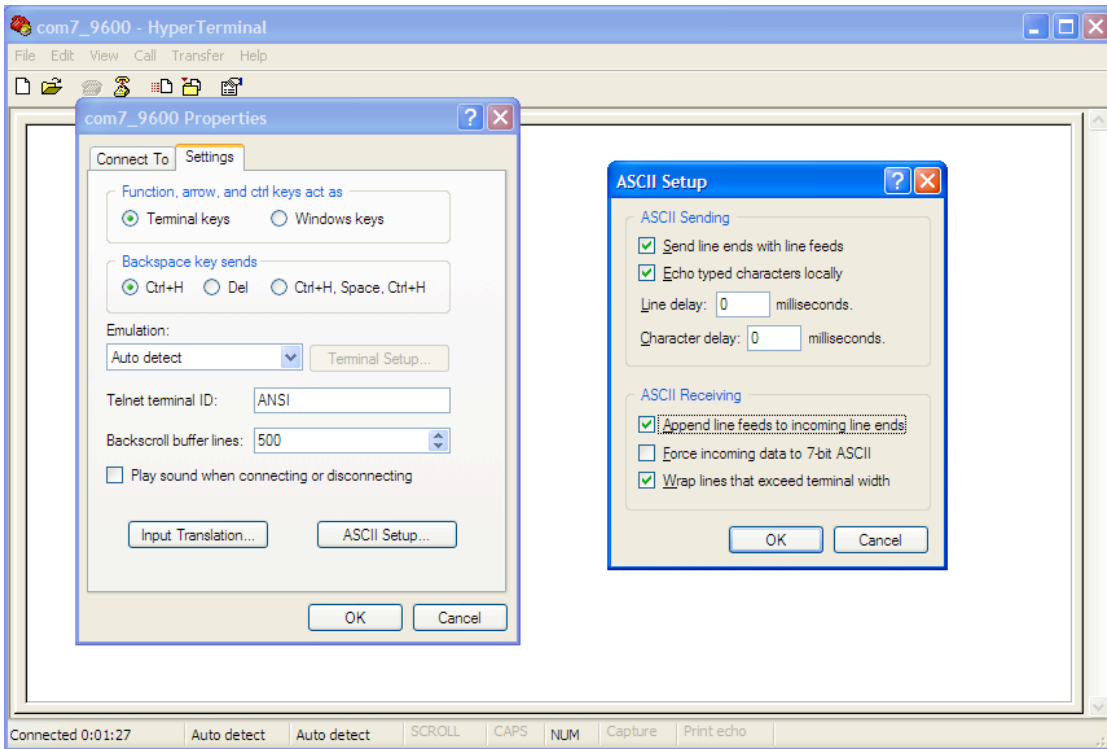 com7_9600 - HyperTerminal
File Edit View Call Transfer Help
com7_9600 Properties
Connect To Settings
Function, arrow, and ctrl keys act as
Terminal keys Windows keys
Backspace key sends
Ctrl+H Del Ctrl+H, Space, Ctrl+H
Emulation:
Auto detect Terminal Setup...
Telnet terminal ID: ANSI
Backscroll buffer lines: 500
Play sound when connecting or disconnecting
Input Translation... ASCII Setup...
OK Cancel
ASCII Setup
ASCII Sending
Send line ends with line feeds
Echo typed characters locally
Line delay: 0 milliseconds.
Character delay: 0 milliseconds.
ASCII Receiving
Append line feeds to incoming line ends
Force incoming data to 7-bit ASCII
Wrap lines that exceed terminal width
OK Cancel
Connected 0:01:27 Auto detect Auto detect SCROLL CAPS NUM Capture Print echo